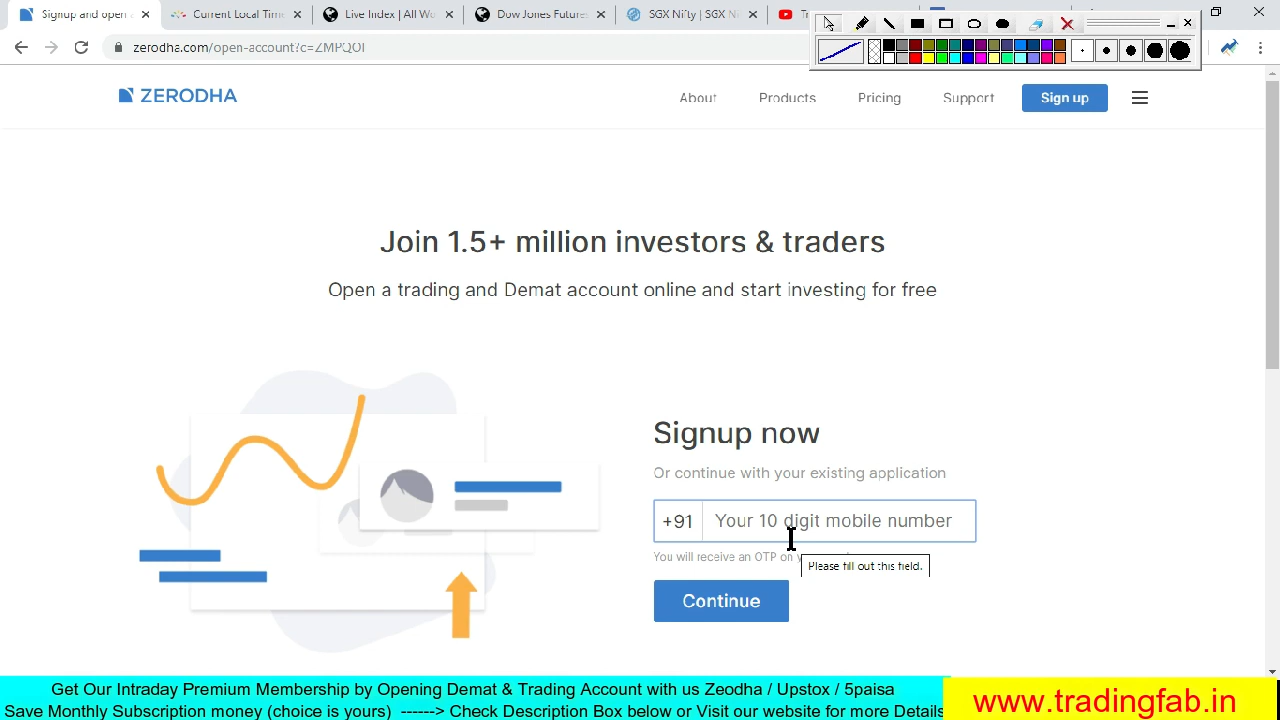 Signup and open a
Current Local Time
Live Index | All Wo
Dow Jones Futures
SGX Nifty | SGX
zerodha.com/open-account?c=ZMPQOI
ZERODHA
About
Products
Pricing
Support
Sign up
Join 1.5+ million investors & traders
Open a trading and Demat account online and start investing for free
Signup now
Or continue with your existing application
+91
Your 10 digit mobile number
You will receive an OTP on
Please fill out this field.
Continue
Get Our Intraday Premium Membership by Opening Demat & Trading Account with us Zeodha / Upstox / 5paisa
Save Monthly Subscription money (choice is yours) ------> Check Description Box below or Visit our website for more Details
www.tradingfab.in